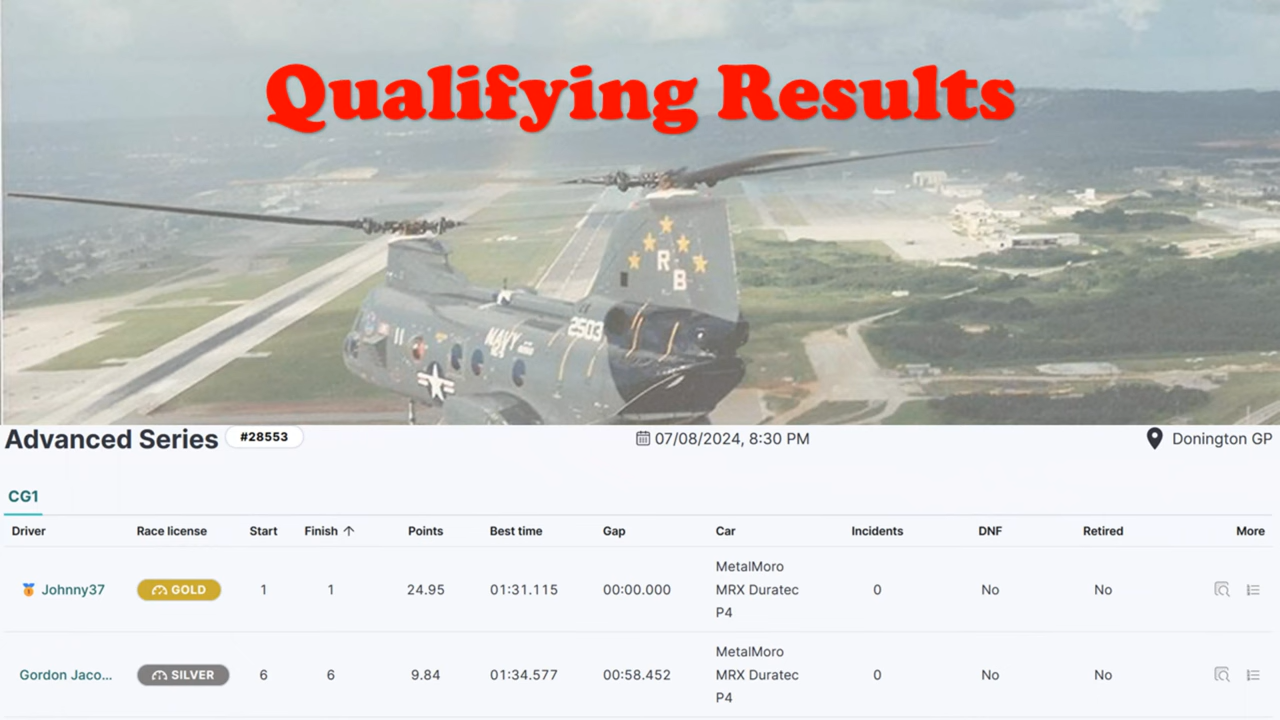 Qualifying Results
R
B
NAVY
2503
11
Advanced Series #28553 07/08/2024, 8:30 PM Donington GP
CG1
Driver Race license Start Finish ↑ Points Best time Gap Car Incidents DNF Retired More
Johnny37 GOLD 1 1 24.95 01:31.115 00:00.000 MetalMoro MRX Duratec P4 0 No No
Gordon Jaco... SILVER 6 6 9.84 01:34.577 00:58.452 MetalMoro MRX Duratec P4 0 No No